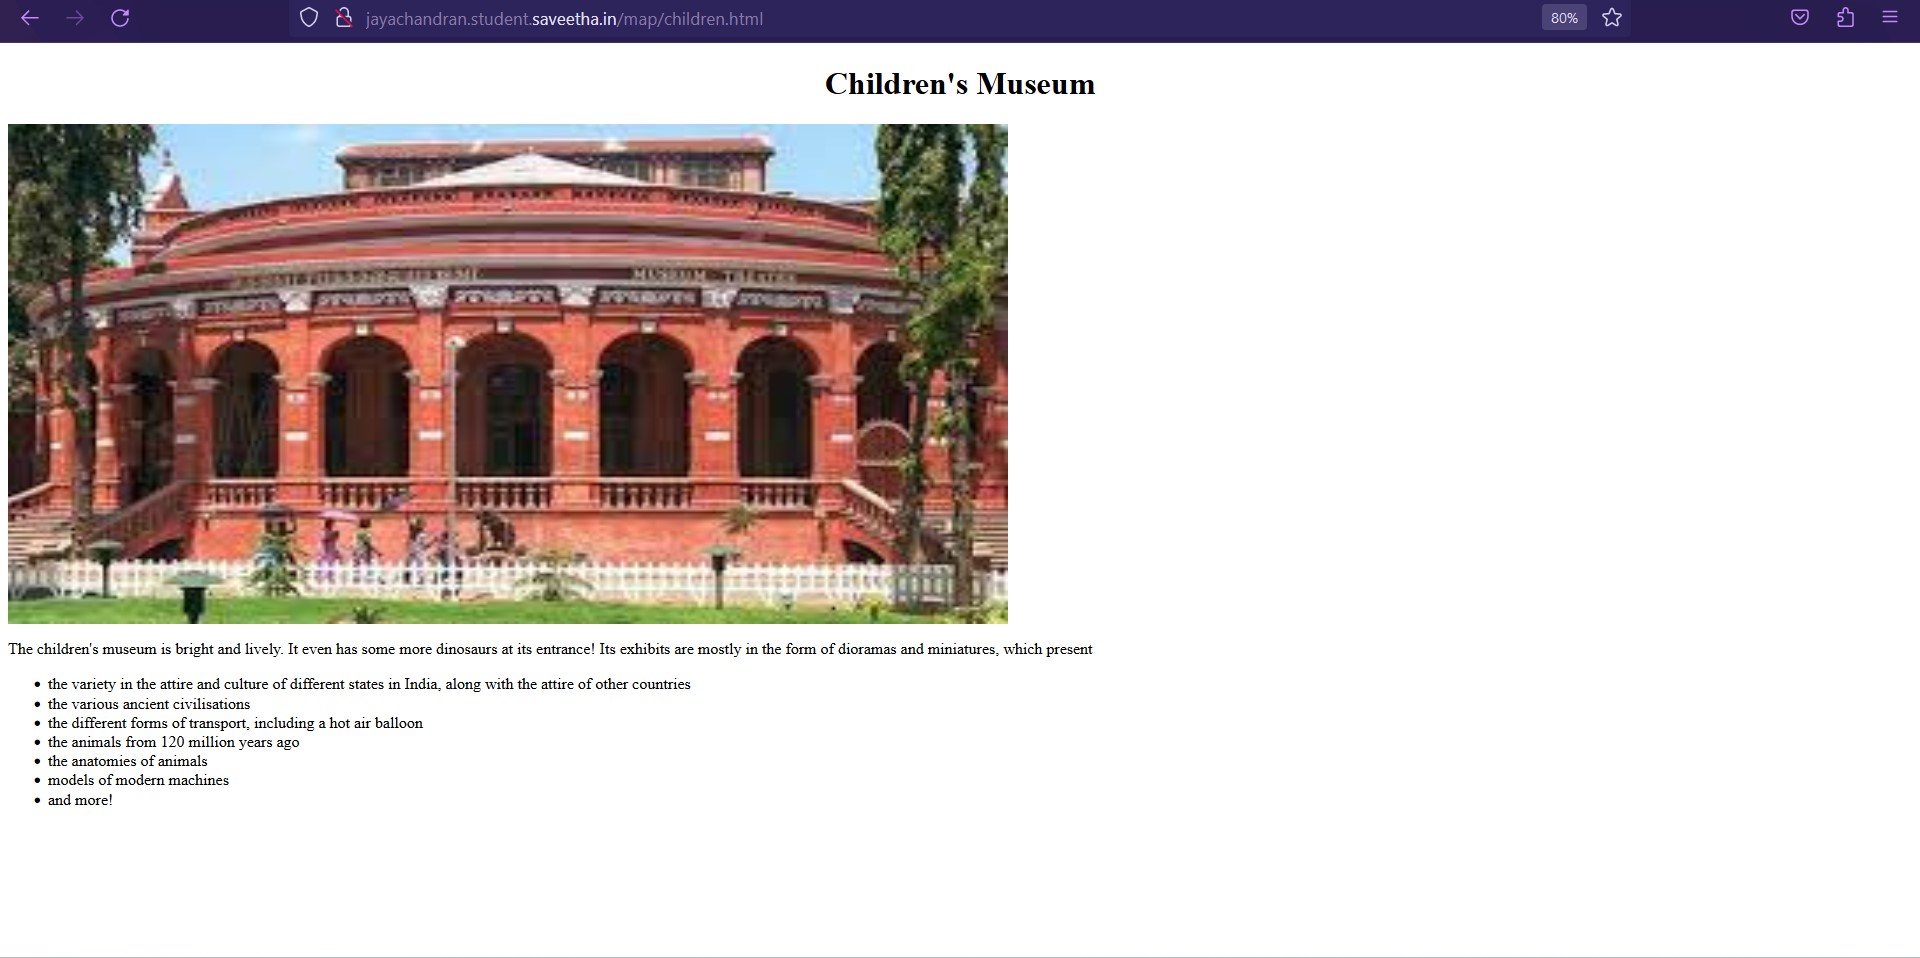 jayachandran.student.saveetha.in/map/children.html
80%
Children's Museum
MUSEUM THEATRE
The children's museum is bright and lively. It even has some more dinosaurs at its entrance! Its exhibits are mostly in the form of dioramas and miniatures, which present
the variety in the attire and culture of different states in India, along with the attire of other countries
the various ancient civilisations
the different forms of transport, including a hot air balloon
the animals from 120 million years ago
the anatomies of animals
models of modern machines
and more!